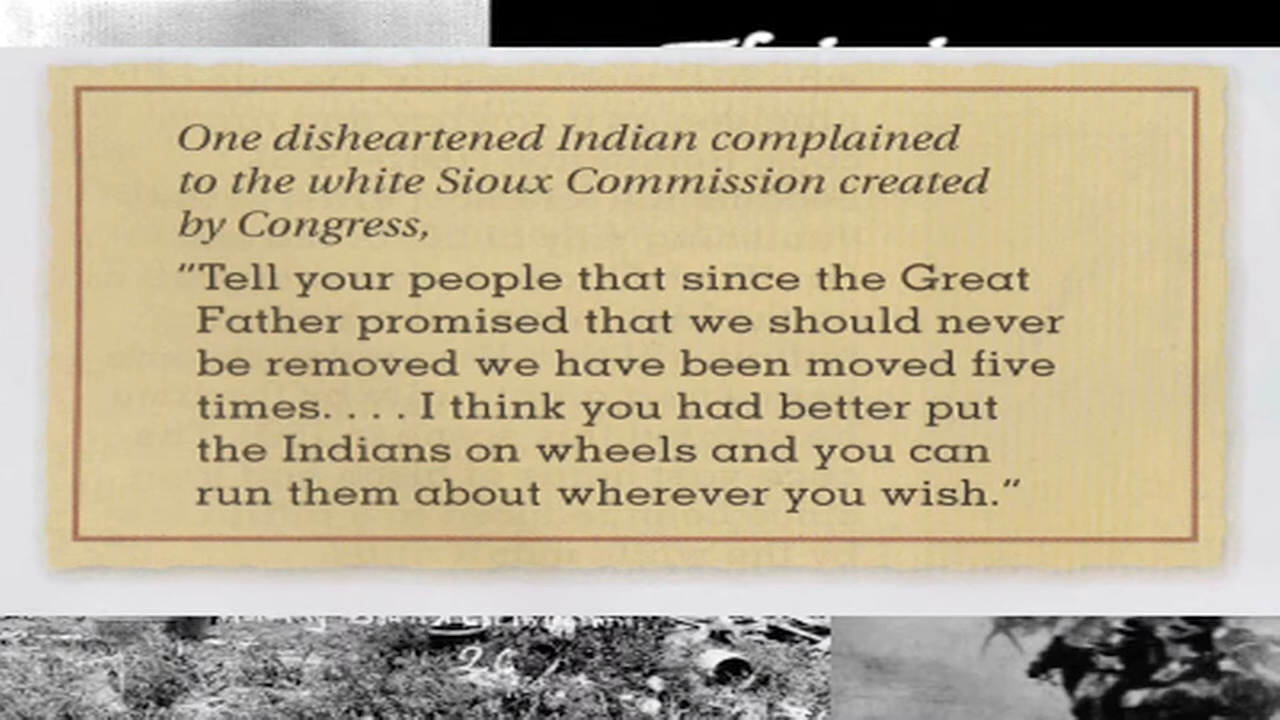 One disheartened Indian complained
to the white Sioux Commission created
by Congress,
"Tell your people that since the Great
Father promised that we should never
be removed we have been moved five
times. . . . I think you had better put
the Indians on wheels and you can
run them about wherever you wish."
26